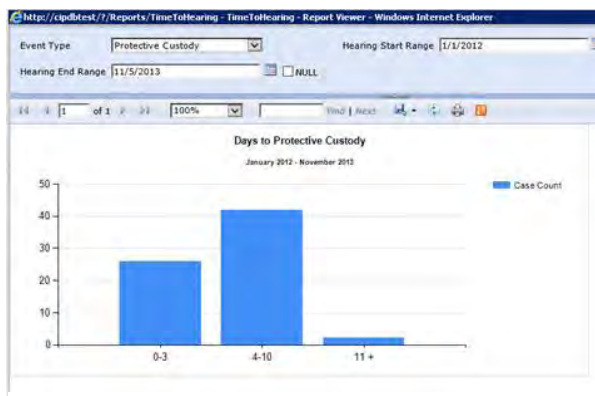 http://cipdbtest/?/Reports/TimeToHearing - TimeToHearing - Report Viewer - Windows Internet Explorer
Event Type Protective Custody Hearing Start Range 1/1/2012
Hearing End Range 11/5/2013 NULL
1 of 1 100% Find | Next
Days to Protective Custody
January 2012 - November 2013
50
Case Count
40
30
20
10
0
0-3 4-10 11 +